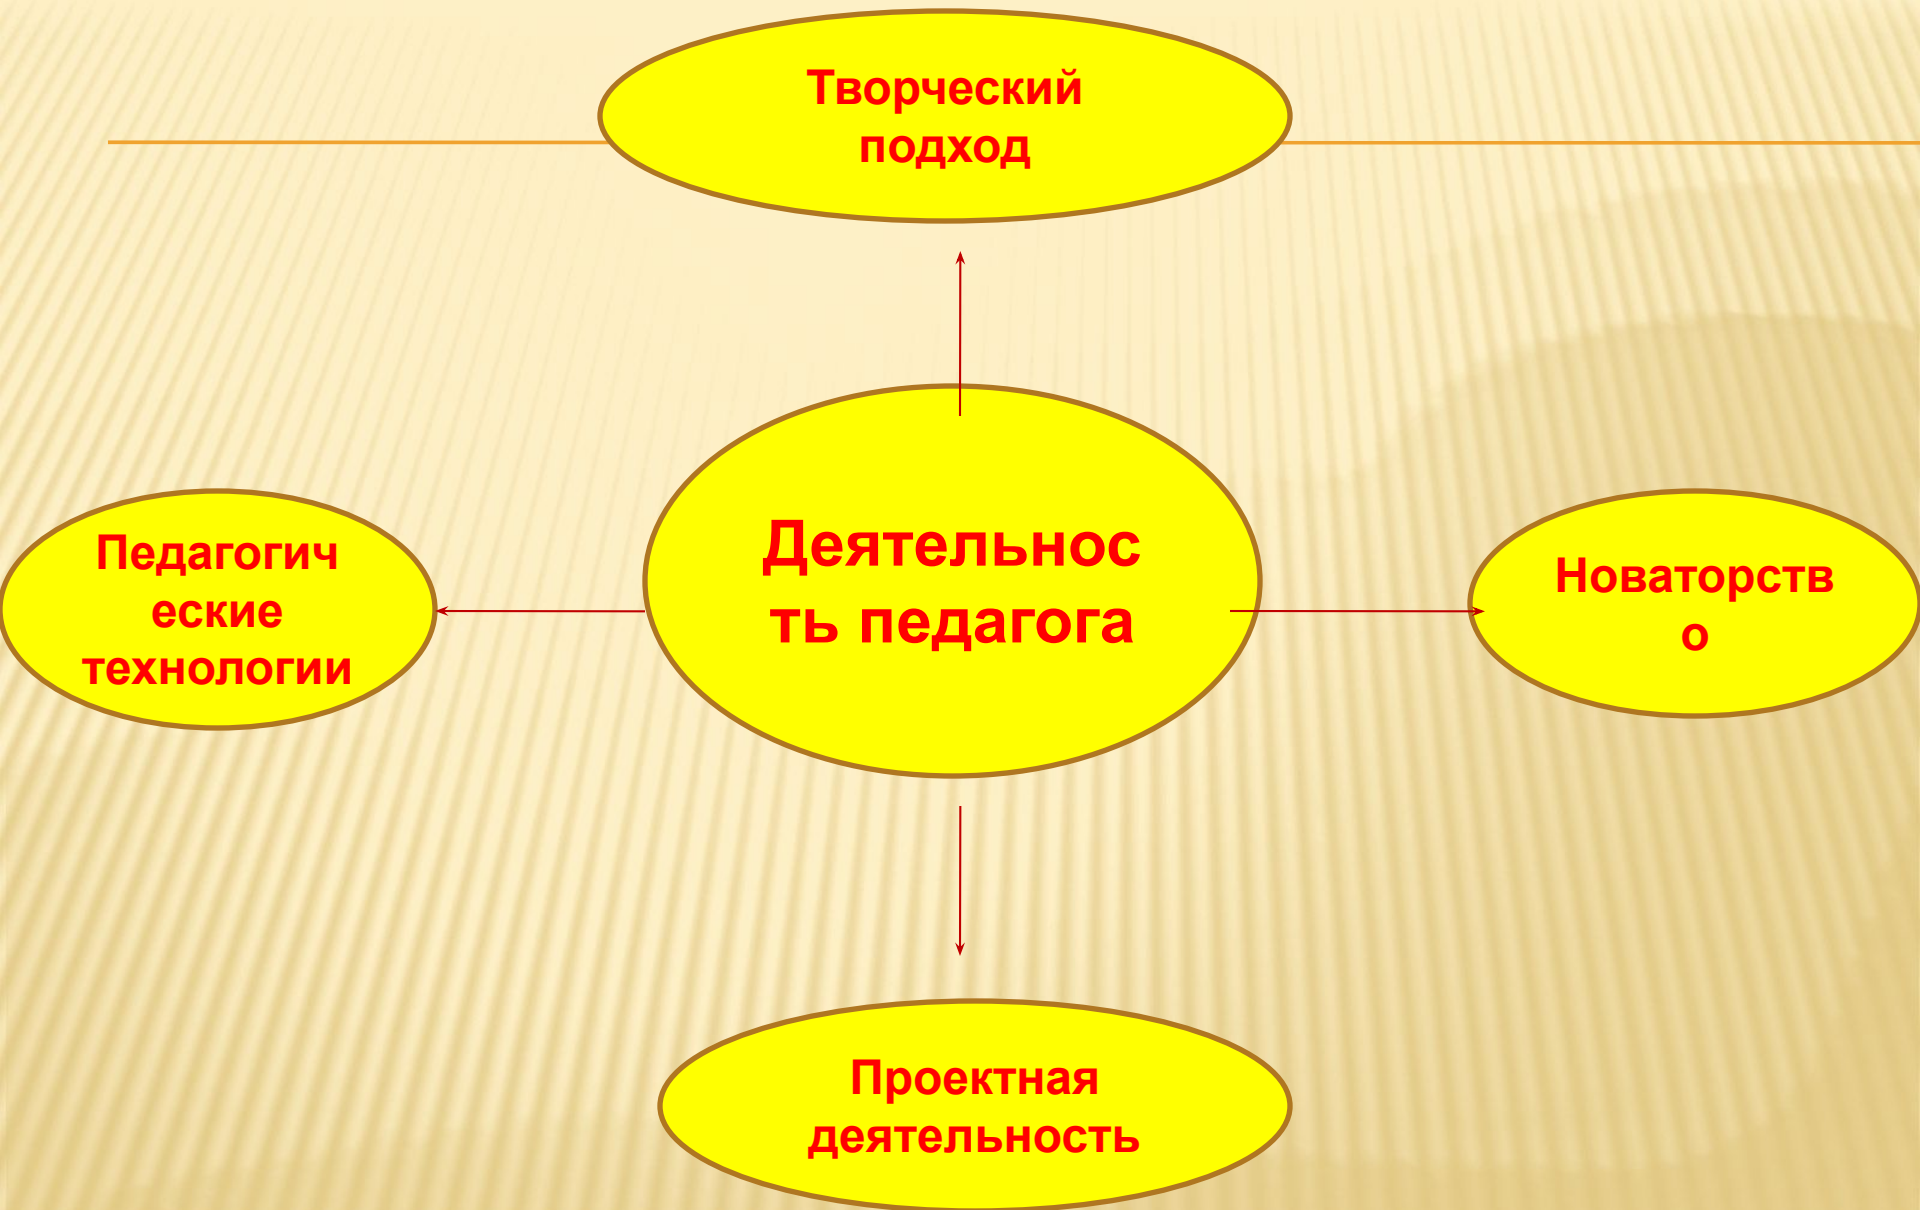 Творческий
подход
Педагогич
еские
технологии
Деятельнос
ть педагога
Новаторств
о
Проектная
деятельность